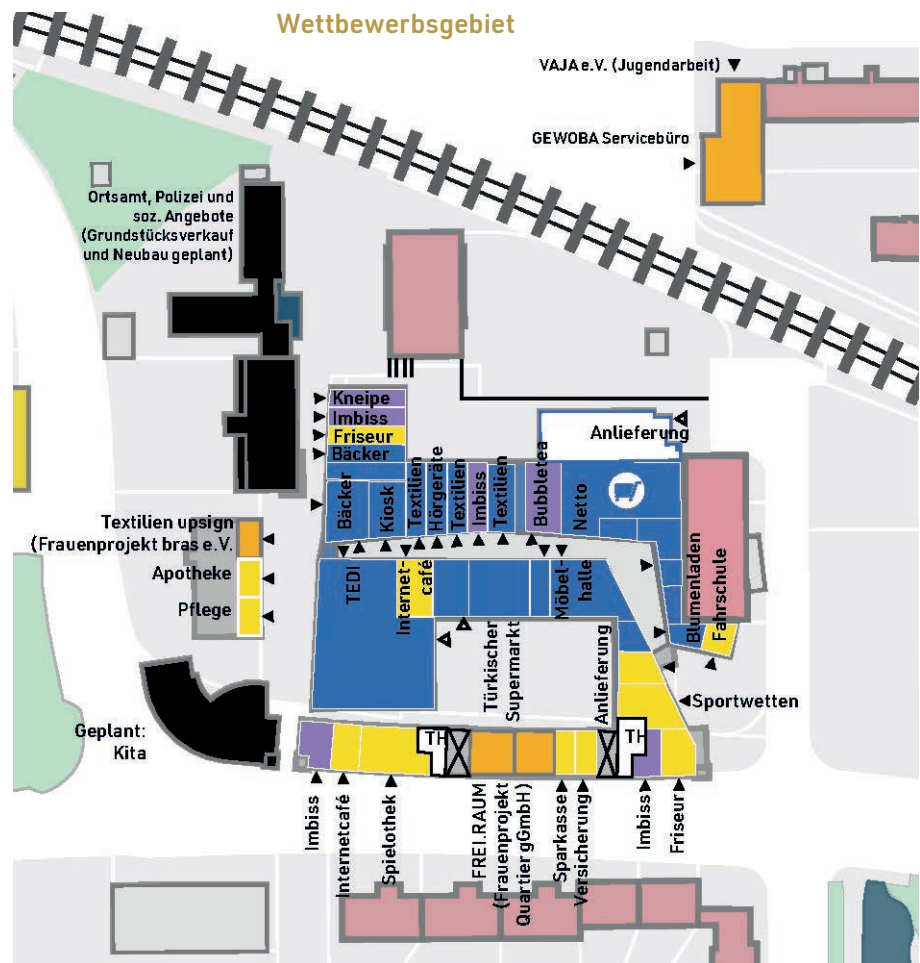 Wettbewerbsgebiet
VAJA e.V. (Jugendarbeit)
GEWOBA Servicebüro
Ortsamt, Polizei und
soz. Angebote
(Grundstücksverkauf
und Neubau geplant)
Kneipe
Imbiss
Friseur
Bäcker
Anlieferung
Bäcker
Kiosk
Textilien
Hörgeräte
Textilien
Imbiss
Textilien
Bubbletea
Netto
Textilien upsign
(Frauenprojekt bras e.V.
Apotheke
Pflege
TEDI
Internet-
café
Türkischer
Supermarkt
Möbel-
halle
Anlieferung
Blumenladen
Fahrschule
Sportwetten
Geplant:
Kita
TH
TH
Imbiss
Internetcafé
Spielothek
FREI.RAUM
(Frauenprojekt
Quartier gGmbH)
Sparkasse
Versicherung
Imbiss
Friseur